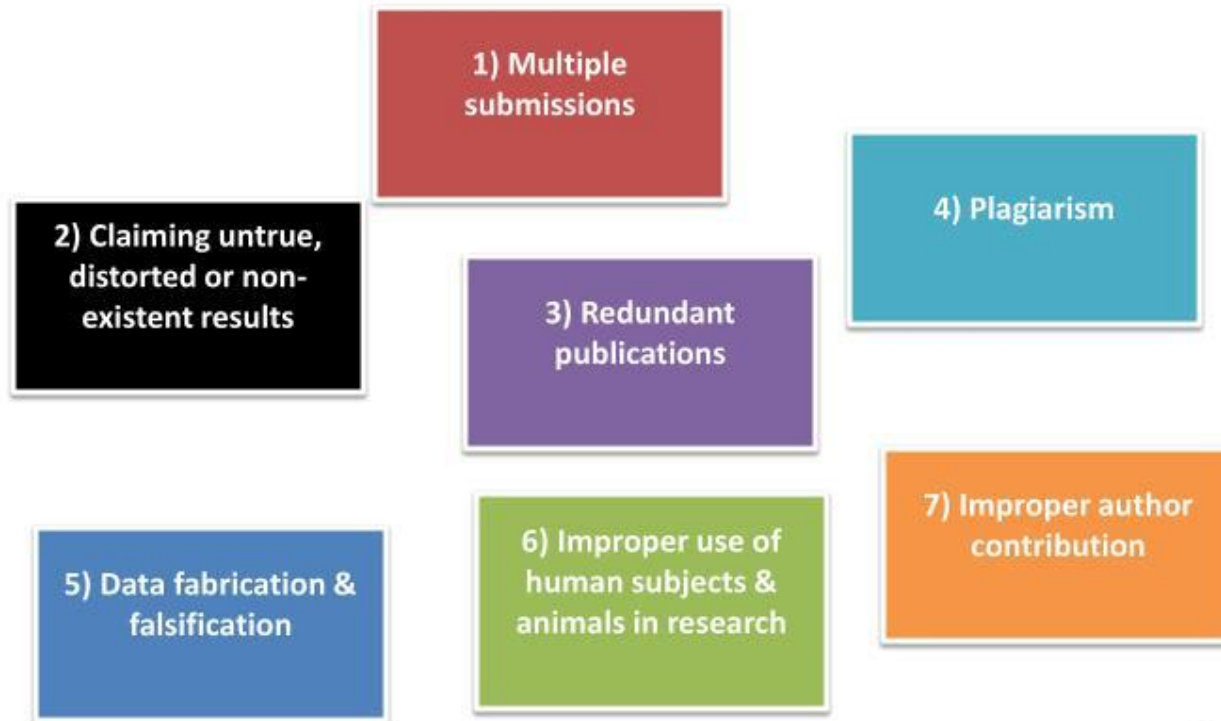 1) Multiple
submissions
2) Claiming untrue,
distorted or non-
existent results
3) Redundant
publications
4) Plagiarism
5) Data fabrication &
falsification
6) Improper use of
human subjects &
animals in research
7) Improper author
contribution